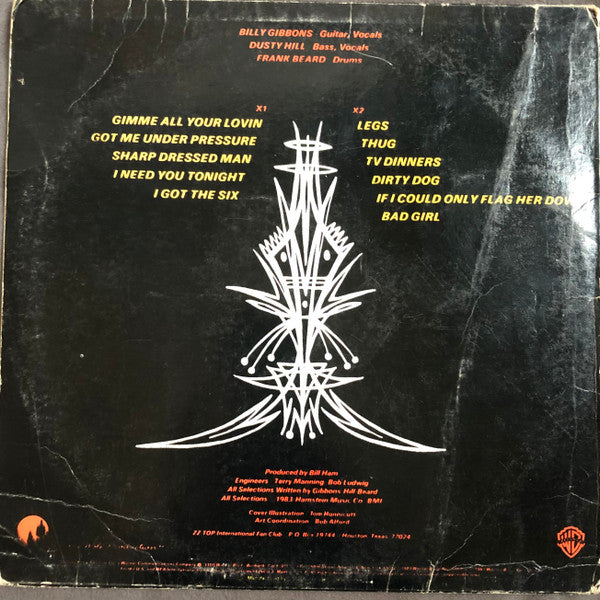 BILLY GIBBONS Guitar, Vocals
DUSTY HILL Bass, Vocals
FRANK BEARD Drums
X1
GIMME ALL YOUR LOVIN
GOT ME UNDER PRESSURE
SHARP DRESSED MAN
I NEED YOU TONIGHT
I GOT THE SIX
X2
LEGS
THUG
TV DINNERS
DIRTY DOG
IF I COULD ONLY FLAG HER DOW
BAD GIRL
Produced by Bill Ham
Engineers Terry Manning Bob Ludwig
All Selections Written by Gibbons Hill Beard
All Selections 1983 Hamstein Music Co BMI
Cover Illustration Tom Hunnicutt
Art Coordination Bob Alford
ZZ TOP International Fan Club P.O. Box 19744 Houston, Texas 77024